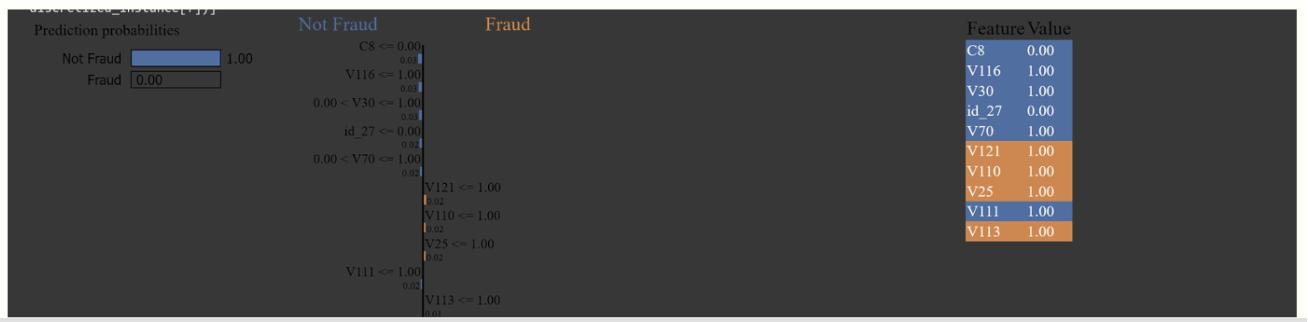 discretized_instance[f])]
Prediction probabilities
Not Fraud 1.00
Fraud 0.00
Not Fraud Fraud
C8 <= 0.00
0.03
V116 <= 1.00
0.03
0.00 < V30 <= 1.00
0.03
id_27 <= 0.00
0.02
0.00 < V70 <= 1.00
0.02
V121 <= 1.00
0.02
V110 <= 1.00
0.02
V25 <= 1.00
0.02
V111 <= 1.00
0.02
V113 <= 1.00
0.01
Feature Value
C8 0.00
V116 1.00
V30 1.00
id_27 0.00
V70 1.00
V121 1.00
V110 1.00
V25 1.00
V111 1.00
V113 1.00